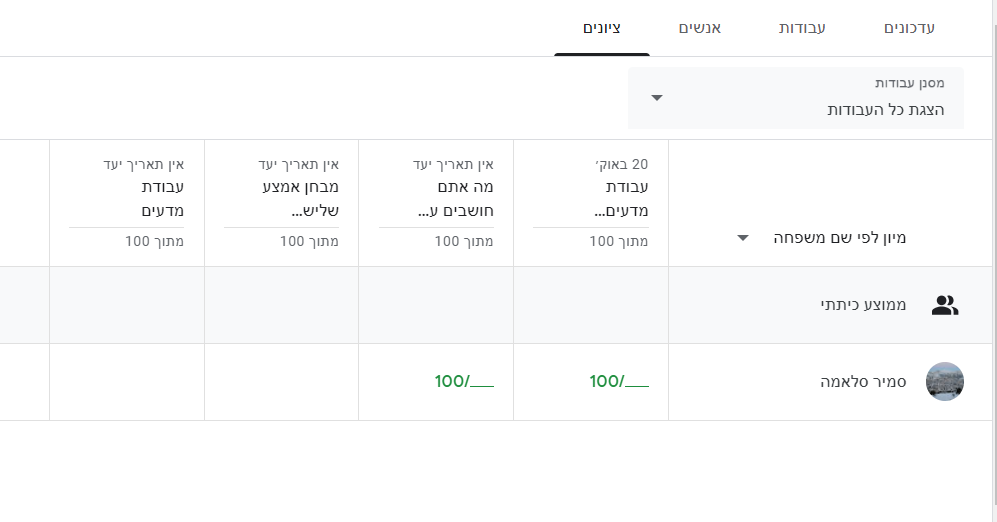 עדכונים
עבודות
אנשים
ציונים
מסנן עבודות
הצגת כל העבודות
מיון לפי שם משפחה
20 באוק׳
עבודת
מדעים...
מתוך 100
אין תאריך יעד
מה אתם
חושבים ע...
מתוך 100
אין תאריך יעד
מבחן אמצע
שליש...
מתוך 100
אין תאריך יעד
עבודת
מדעים
מתוך 100
ממוצע כיתתי
סמיר סלאמה
___/100
___/100